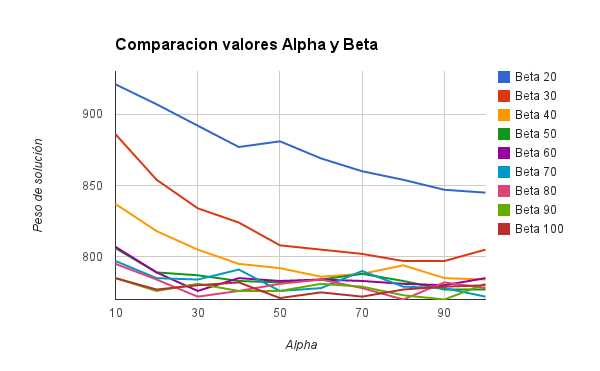 Comparacion valores Alpha y Beta
Peso de solución
900
850
800
10
30
50
70
90
Alpha
Beta 20
Beta 30
Beta 40
Beta 50
Beta 60
Beta 70
Beta 80
Beta 90
Beta 100